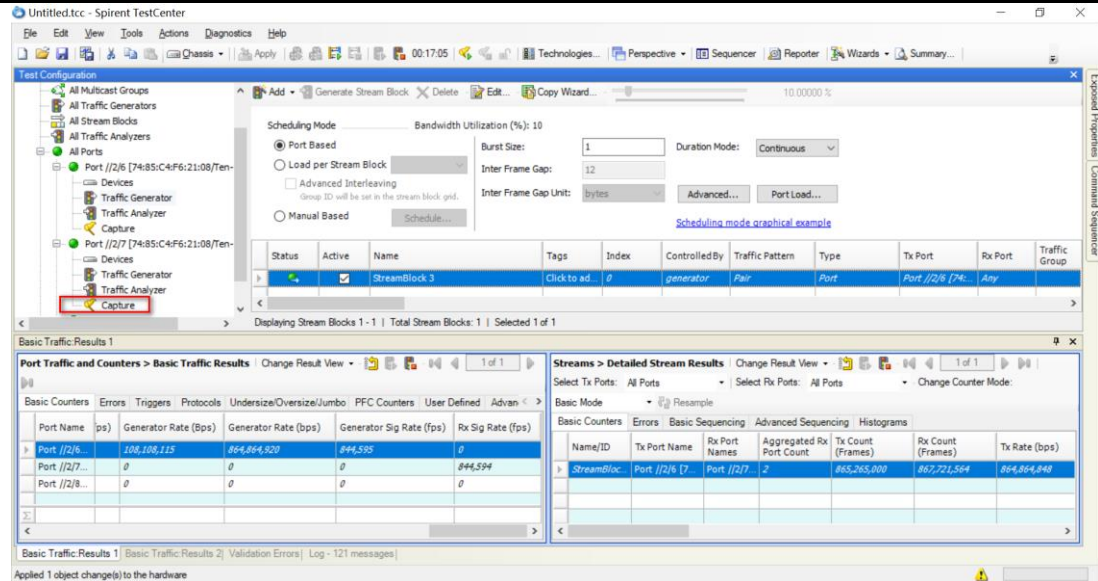 Untitled.tcc - Spirent TestCenter
File Edit View Tools Actions Diagnostics Help
Chassis Apply 00:17:05 Technologies... Perspective Sequencer Reporter Wizards Summary...
Test Configuration
All Multicast Groups
All Traffic Generators
All Stream Blocks
All Traffic Analyzers
All Ports
Port //2/6 [74:85:C4:F6:21:08/Ten-
Devices
Traffic Generator
Traffic Analyzer
Capture
Port //2/7 [74:85:C4:F6:21:08/Ten-
Devices
Traffic Generator
Traffic Analyzer
Capture
Add Generate Stream Block Delete Edit... Copy Wizard... 10.00000 %
Scheduling Mode Bandwidth Utilization (%): 10
Port Based
Load per Stream Block
Advanced Interleaving
Group ID will be set in the stream block grid.
Manual Based Schedule...
Burst Size: 1 Duration Mode: Continuous
Inter Frame Gap: 12
Inter Frame Gap Unit: bytes Advanced... Port Load...
Scheduling mode graphical example
Status Active Name Tags Index Controlled By Traffic Pattern Type Tx Port Rx Port Traffic Group
StreamBlock 3 Click to ad... 0 generator Pair Port Port //2/6 [74:... Any
Displaying Stream Blocks 1 - 1 | Total Stream Blocks: 1 | Selected 1 of 1
Exposed Properties
Command Sequencer
Basic Traffic:Results 1
Port Traffic and Counters > Basic Traffic Results Change Result View 1 of 1
Basic Counters Errors Triggers Protocols Undersize/Oversize/Jumbo PFC Counters User Defined Advan
Port Name ps) Generator Rate (Bps) Generator Rate (bps) Generator Sig Rate (fps) Rx Sig Rate (fps)
Port //2/6... 108,108,115 864,864,920 844,595 0
Port //2/7... 0 0 0 844,594
Port //2/8... 0 0 0 0
Streams > Detailed Stream Results Change Result View 1 of 1
Select Tx Ports: All Ports Select Rx Ports: All Ports Change Counter Mode:
Basic Mode Resample
Basic Counters Errors Basic Sequencing Advanced Sequencing Histograms
Name/ID Tx Port Name Rx Port Names Aggregated Rx Port Count Tx Count (Frames) Rx Count (Frames) Tx Rate (bps)
StreamBloc... Port //2/6 [7... Port //2/7... 2 865,265,000 867,721,564 864,864,848
Basic Traffic:Results 1 Basic Traffic:Results 2 Validation Errors Log - 121 messages
Applied 1 object change(s) to the hardware